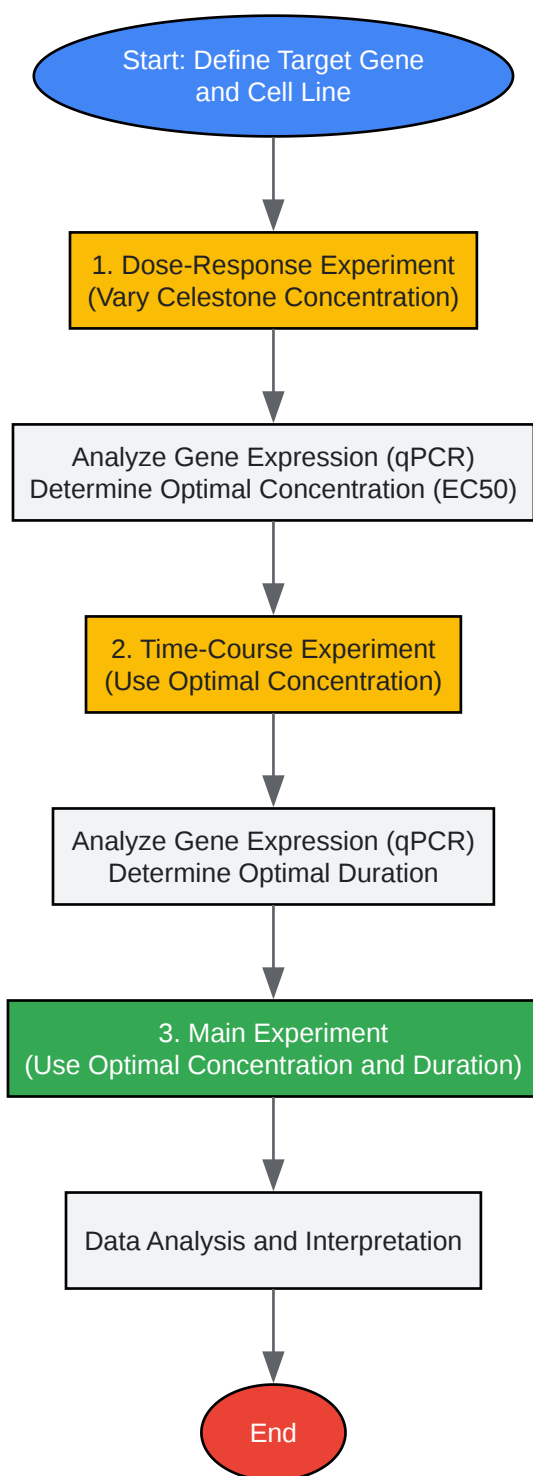 Start: Define Target Gene
and Cell Line
1. Dose-Response Experiment
(Vary Celestone Concentration)
Analyze Gene Expression (qPCR)
Determine Optimal Concentration (EC50)
2. Time-Course Experiment
(Use Optimal Concentration)
Analyze Gene Expression (qPCR)
Determine Optimal Duration
3. Main Experiment
(Use Optimal Concentration and Duration)
Data Analysis and Interpretation
End